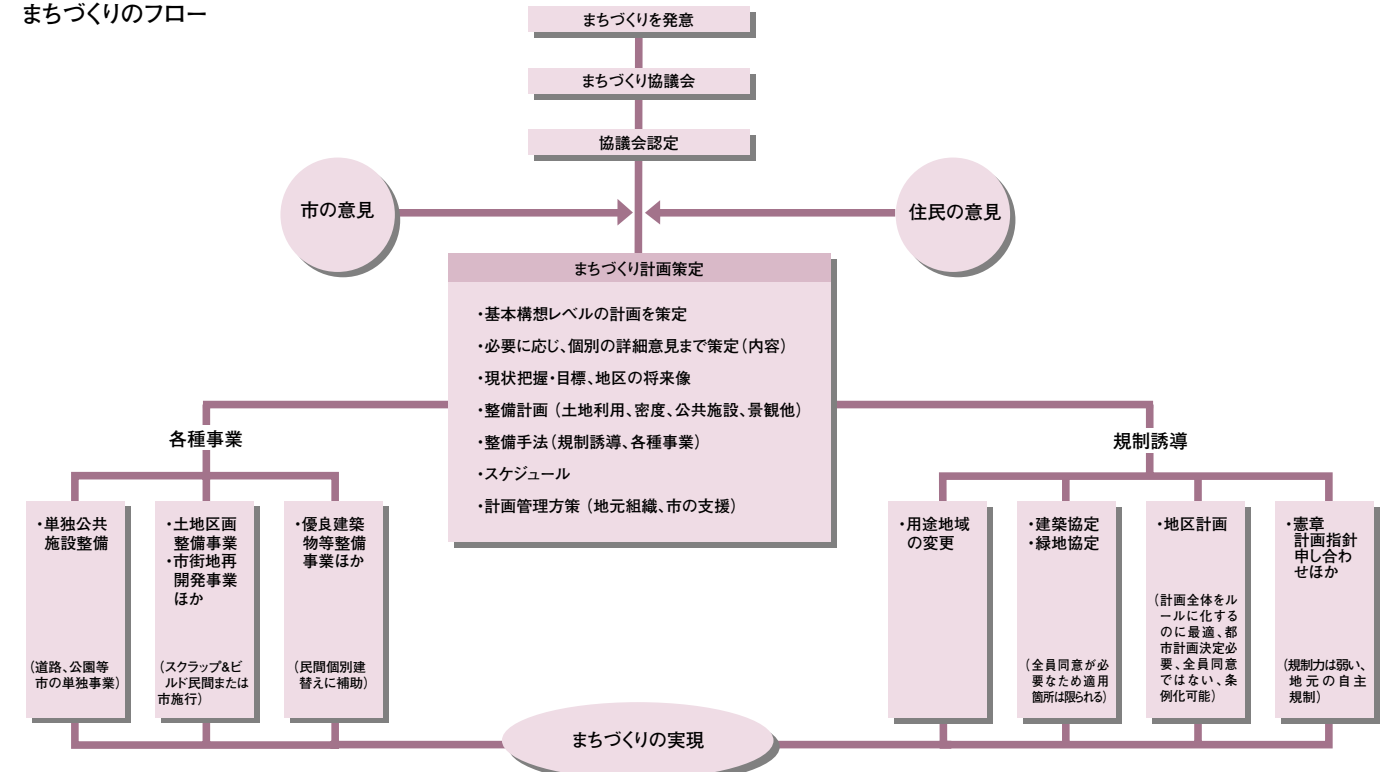 まちづくりのフロー
まちづくりを発意
まちづくり協議会
協議会認定
市の意見
住民の意見
まちづくり計画策定
・基本構想レベルの計画を策定
・必要に応じ、個別の詳細意見まで策定（内容）
・現状把握・目標、地区の将来像
・整備計画（土地利用、密度、公共施設、景観他）
・整備手法（規制誘導、各種事業）
・スケジュール
・計画管理方策（地元組織、市の支援）
各種事業
・単独公共
施設整備
（道路、公園等
市の単独事業）
・土地区画
整備事業
・市街地再
開発事業
ほか
（スクラップ&ビ
ルド民間または
市施行）
・優良建築
物等整備
事業ほか
（民間個別建
替えに補助）
規制誘導
・用途地域
の変更
・建築協定
・緑地協定
（全員同意が必
要なため適用
箇所は限られる）
・地区計画
（計画全体をル
ールに化する
のに最適、都
市計画決定必
要、全員同意
ではない、条
例化可能）
・憲章
計画指針
申し合わ
せほか
（規制力は弱い、
地元の自主
規制）
まちづくりの実現